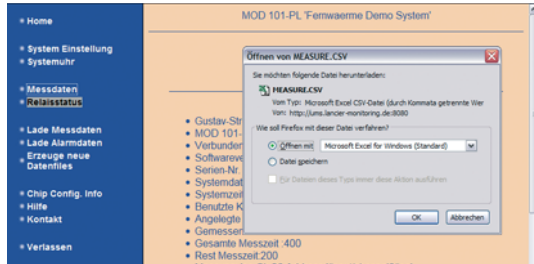 MOD 101-PL 'Fernwaerme Demo System'
Home
System Einstellung
Systemuhr
Messdaten
Relaisstatus
Lade Messdaten
Lade Alarmdaten
Erzeuge neue
Datenfiles
Chip Config. Info
Hilfe
Kontakt
Verlassen
Gustav-Str
MOD 101-
Verbunden
Softwareve
Serien-Nr.
Systemdat
Systemzeit
Benutzte K
Angelegte
Gemessen
Gesamte Messzeit :400
Rest Messzeit:200
Öffnen von MEASURE.CSV
Sie möchten folgende Datei herunterladen:
MEASURE.CSV
Vom Typ: Microsoft Excel CSV-Datei (durch Kommata getrennte Wer
Von: http://ums.lancier-monitoring.de:8080
Wie soll Firefox mit dieser Datei verfahren?
Öffnen mit Microsoft Excel for Windows (Standard)
Datei speichern
Für Dateien dieses Typs immer diese Aktion ausführen
OK Abbrechen